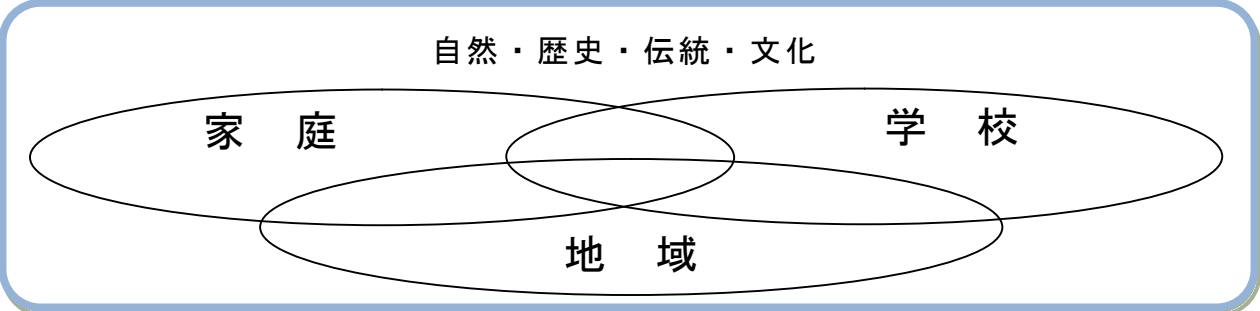 自然・歴史・伝統・文化
家　庭
学　校
地　域